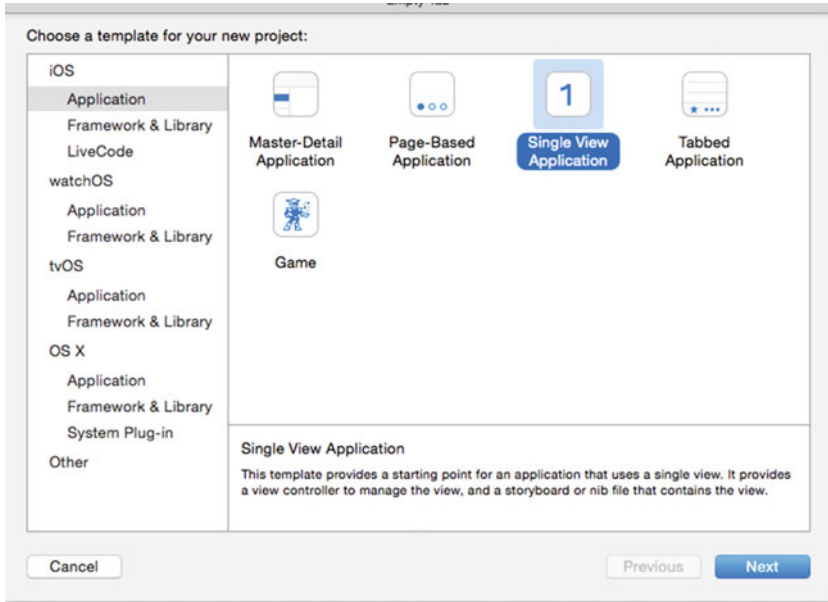 Choose a template for your new project:
iOS
Application
Framework & Library
LiveCode
watchOS
Application
Framework & Library
tvOS
Application
Framework & Library
OS X
Application
Framework & Library
System Plug-in
Other
Master-Detail
Application
Page-Based
Application
1
Single View
Application
Tabbed
Application
Game
Single View Application
This template provides a starting point for an application that uses a single view. It provides
a view controller to manage the view, and a storyboard or nib file that contains the view.
Cancel
Previous
Next